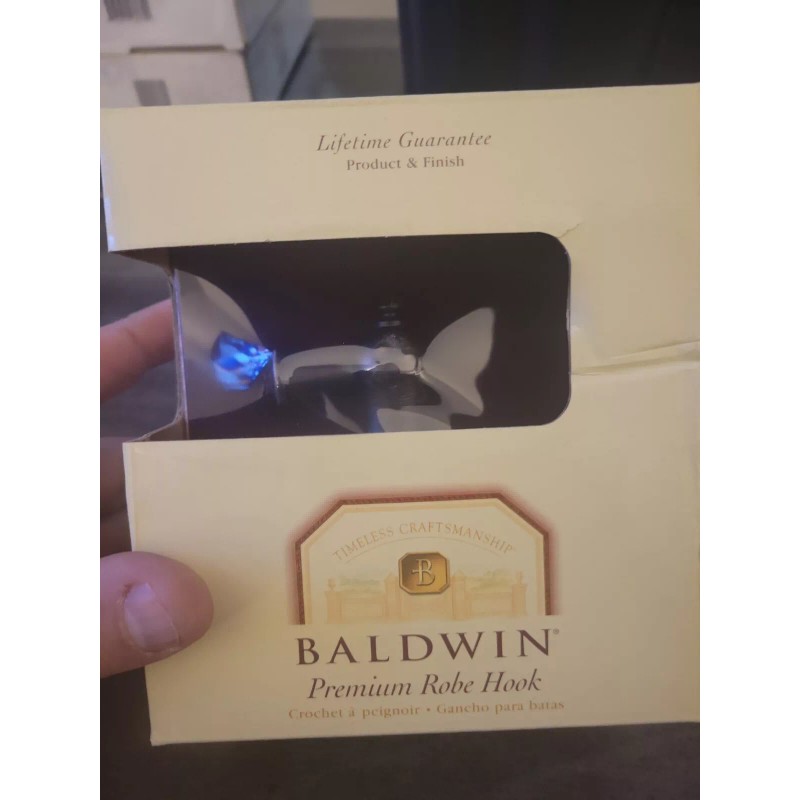 Lifetime Guarantee
Product & Finish
TIMELESS CRAFTSMANSHIP
B
BALDWIN®
Premium Robe Hook
Crochet à peignoir • Gancho para batas